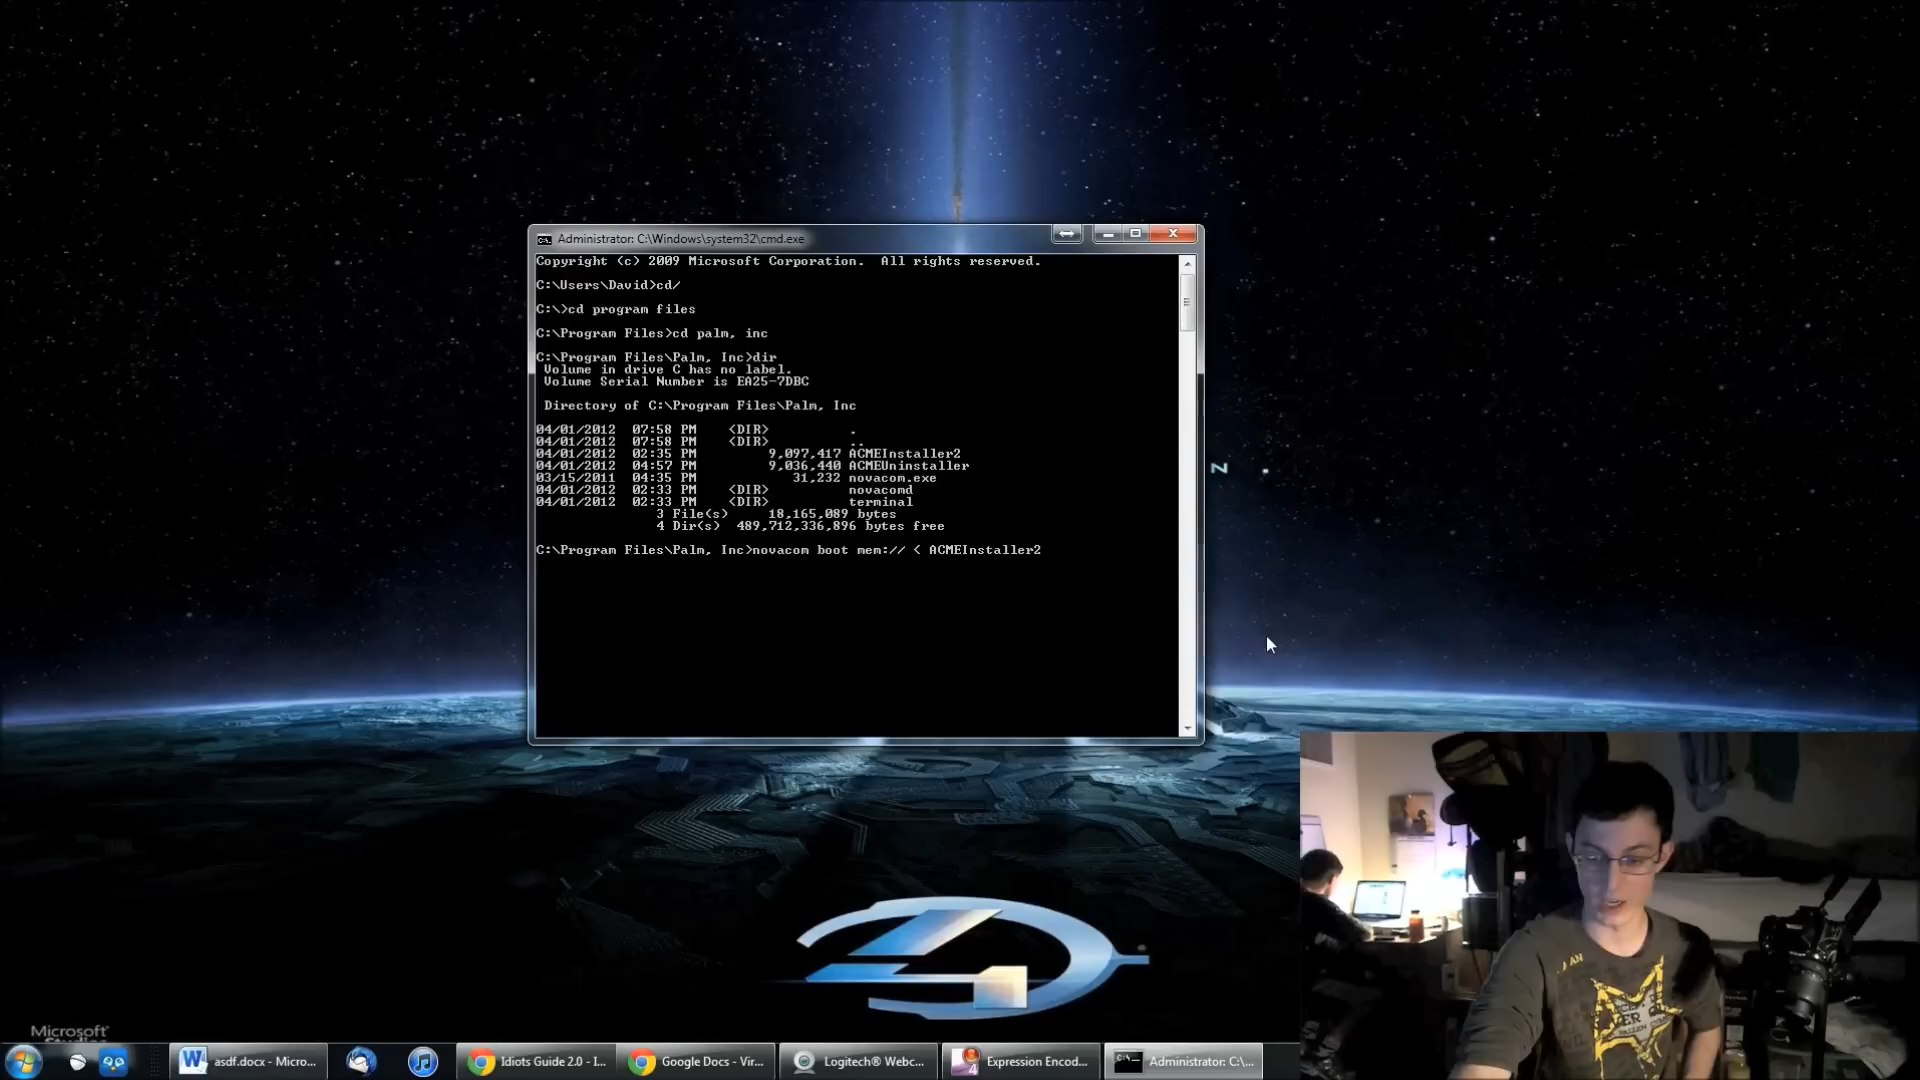 Administrator: C:\Windows\system32\cmd.exe
Copyright (c) 2009 Microsoft Corporation.  All rights reserved.
C:\Users\David>cd/
C:\>cd program files
C:\Program Files>cd palm, inc
C:\Program Files\Palm, Inc>dir
Volume in drive C has no label.
Volume Serial Number is EA25-7DBC
Directory of C:\Program Files\Palm, Inc
04/01/2012  07:58 PM    <DIR>          .
04/01/2012  07:58 PM    <DIR>          ..
04/01/2012  02:35 PM         9,097,417 ACMEInstaller2
04/01/2012  04:57 PM         9,036,440 ACMEUninstaller
03/15/2011  04:35 PM            31,232 novacom.exe
04/01/2012  02:33 PM    <DIR>          novacomd
04/01/2012  02:33 PM    <DIR>          terminal
3 File(s)     18,165,089 bytes
4 Dir(s)  489,712,336,896 bytes free
C:\Program Files\Palm, Inc>novacom boot mem:// < ACMEInstaller2
Microsoft
asdf.docx - Micro...
Idiots Guide 2.0 - I...
Google Docs - Vir...
Logitech® Webc...
Expression Encod...
Administrator: C:\...